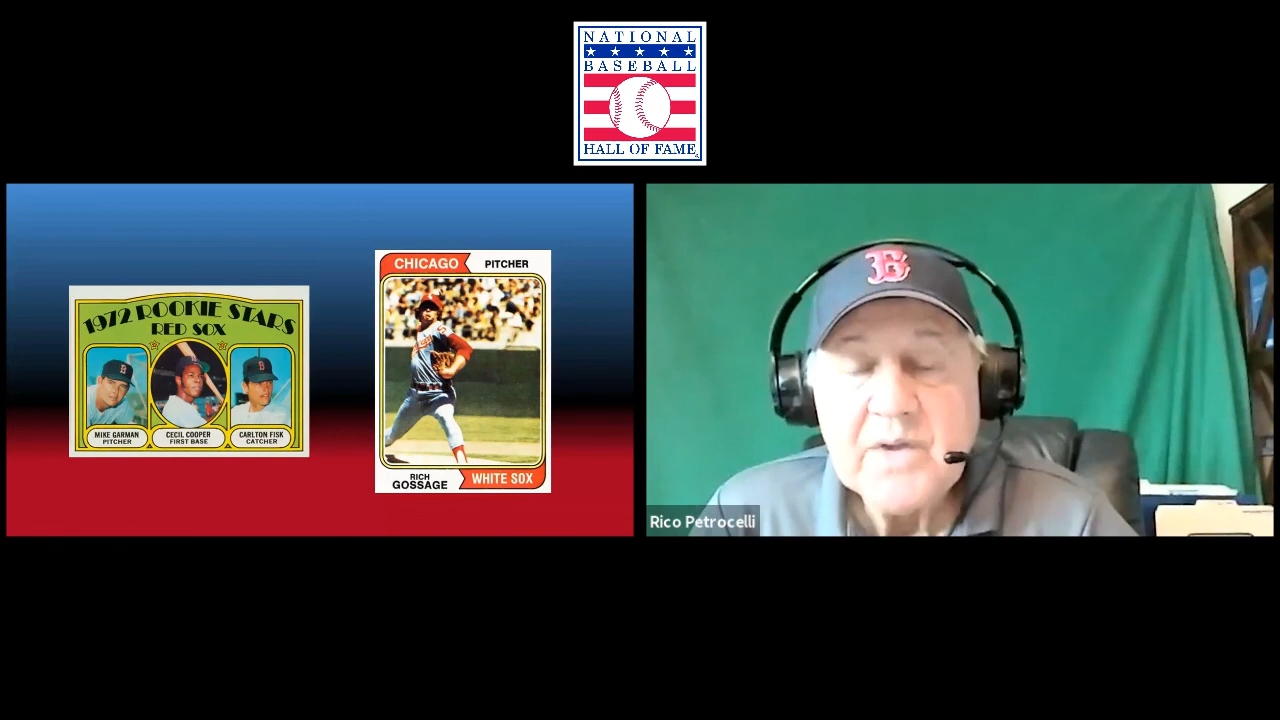 NATIONAL
BASEBALL
HALL OF FAME
1972 ROOKIE STARS
RED SOX
MIKE GARMAN
PITCHER
CECIL COOPER
FIRST BASE
CARLTON FISK
CATCHER
CHICAGO
PITCHER
RICH
GOSSAGE
WHITE SOX
B
Rico Petrocelli